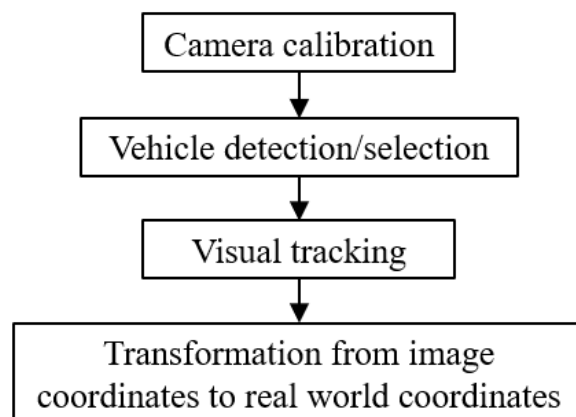 Camera calibration
Vehicle detection/selection
Visual tracking
Transformation from image
coordinates to real world coordinates